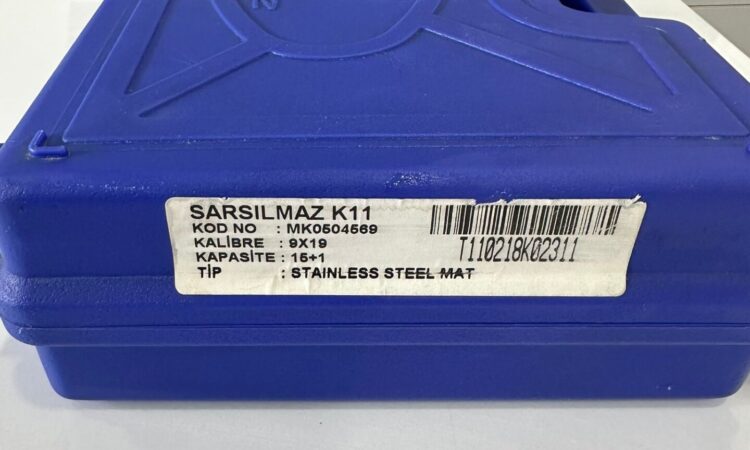 SARSILMAZ K11
KOD NO : MK0504569
KALİBRE : 9X19
KAPASİTE : 15+1
TİP : STAINLESS STEEL MAT
T110218K02311